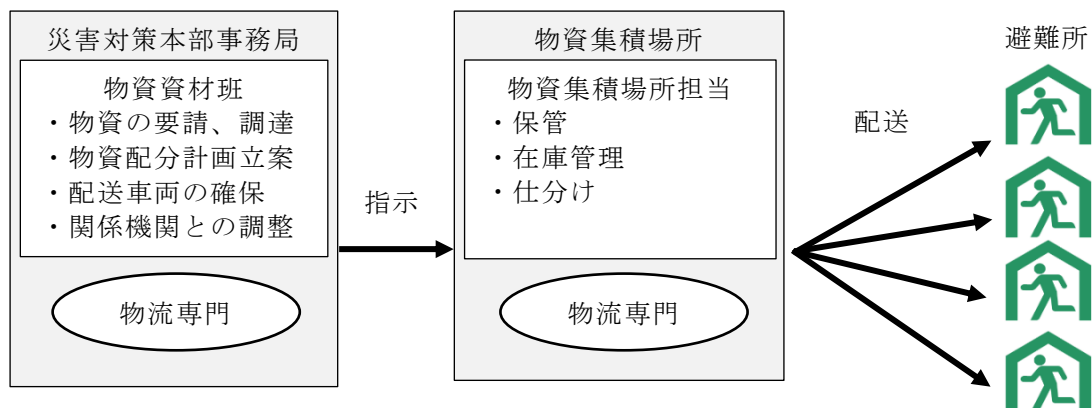 災害対策本部事務局
物資資材班
・物資の要請、調達
・物資配分計画立案
・配送車両の確保
・関係機関との調整
物流専門
指示
物資集積場所
物資集積場所担当
・保管
・在庫管理
・仕分け
物流専門
配送
避難所